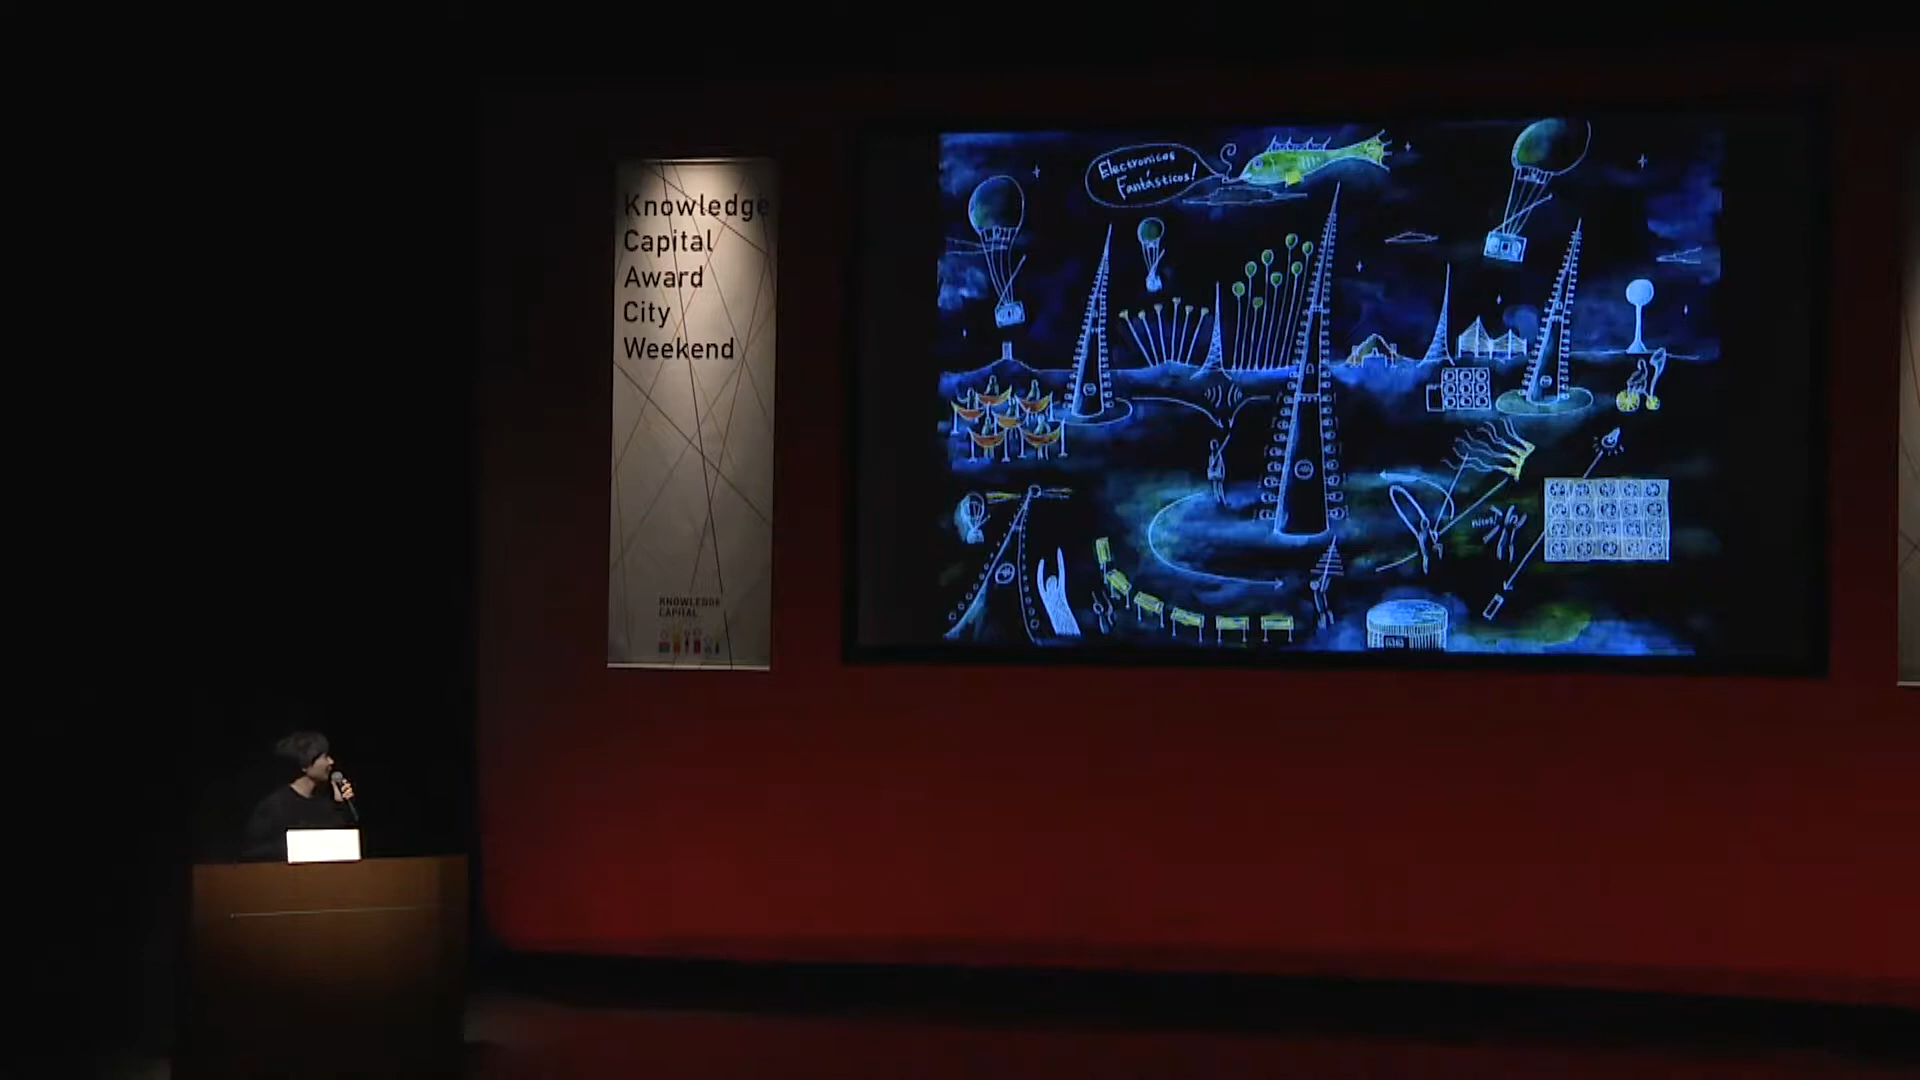 Knowledge
Capital
Award
City
Weekend
KNOWLEDGE
CAPITAL
Electronicos
Fantásticos!